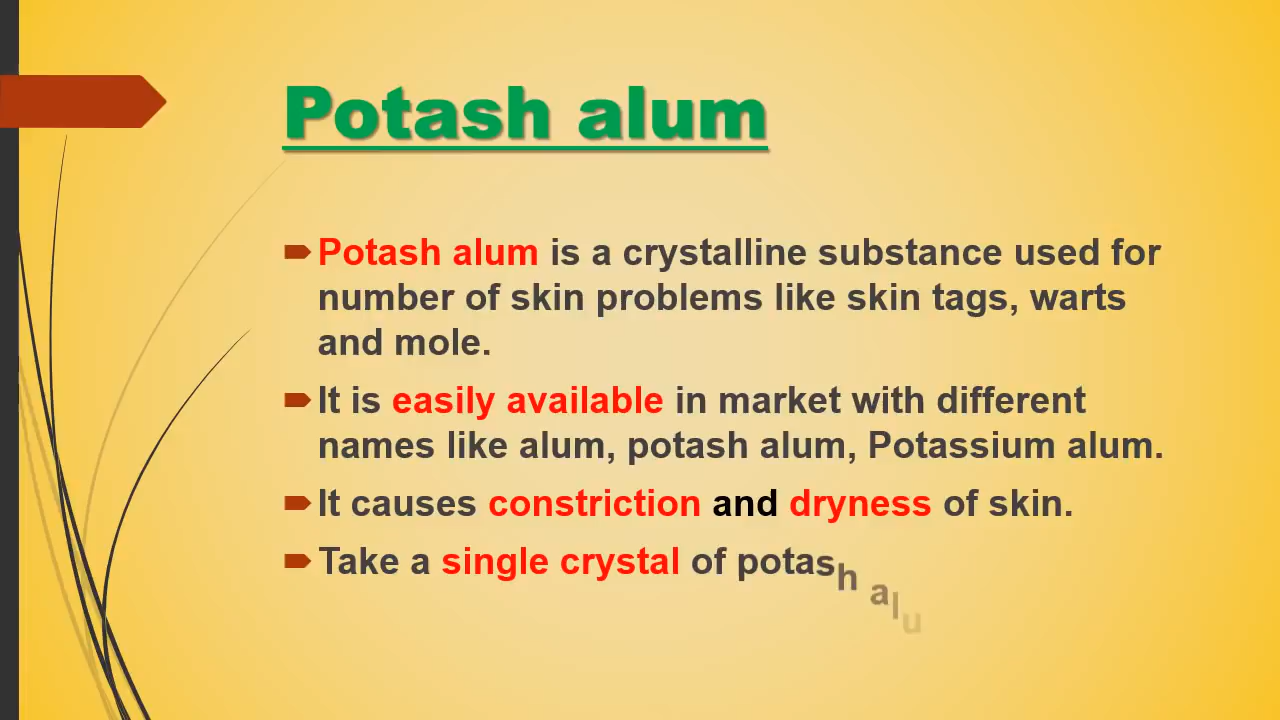 Potash alum
Potash alum is a crystalline substance used for
number of skin problems like skin tags, warts
and mole.
It is easily available in market with different
names like alum, potash alum, Potassium alum.
It causes constriction and dryness of skin.
Take a single crystal of potash alu